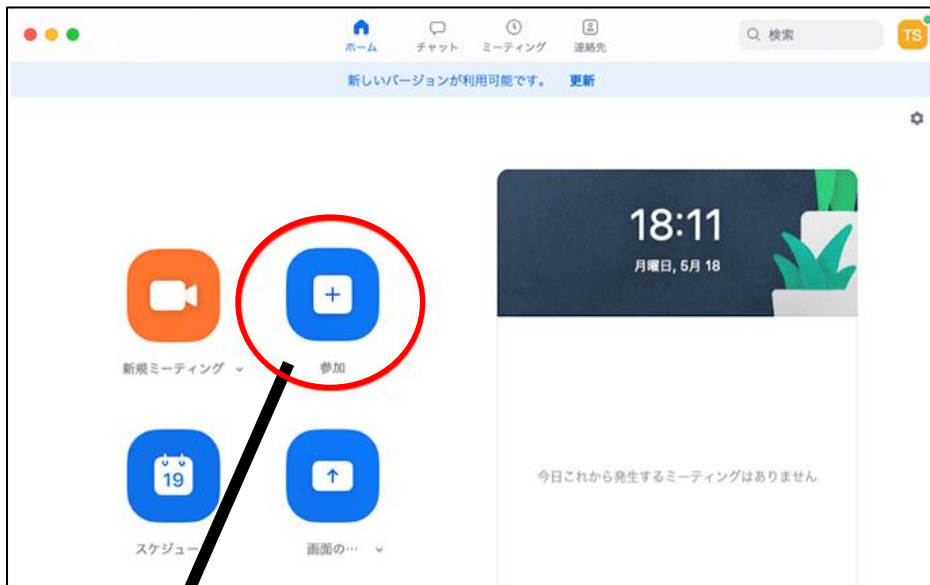 ホーム
チャット
ミーティング
連絡先
検索
TS
新しいバージョンが利用可能です。 更新
18:11
月曜日, 5月 18
新規ミーティング
参加
19
今日これから発生するミーティングはありません
スケジュー
画面の…